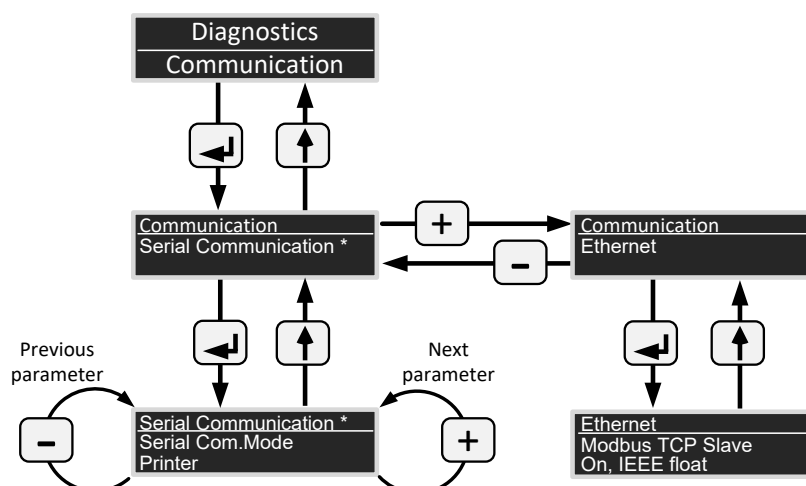 Diagnostics
Communication
Communication
Serial Communication *
+
Communication
Ethernet
-
Previous
parameter
Next
parameter
-
Serial Communication *
Serial Com.Mode
Printer
+
Ethernet
Modbus TCP Slave
On, IEEE float